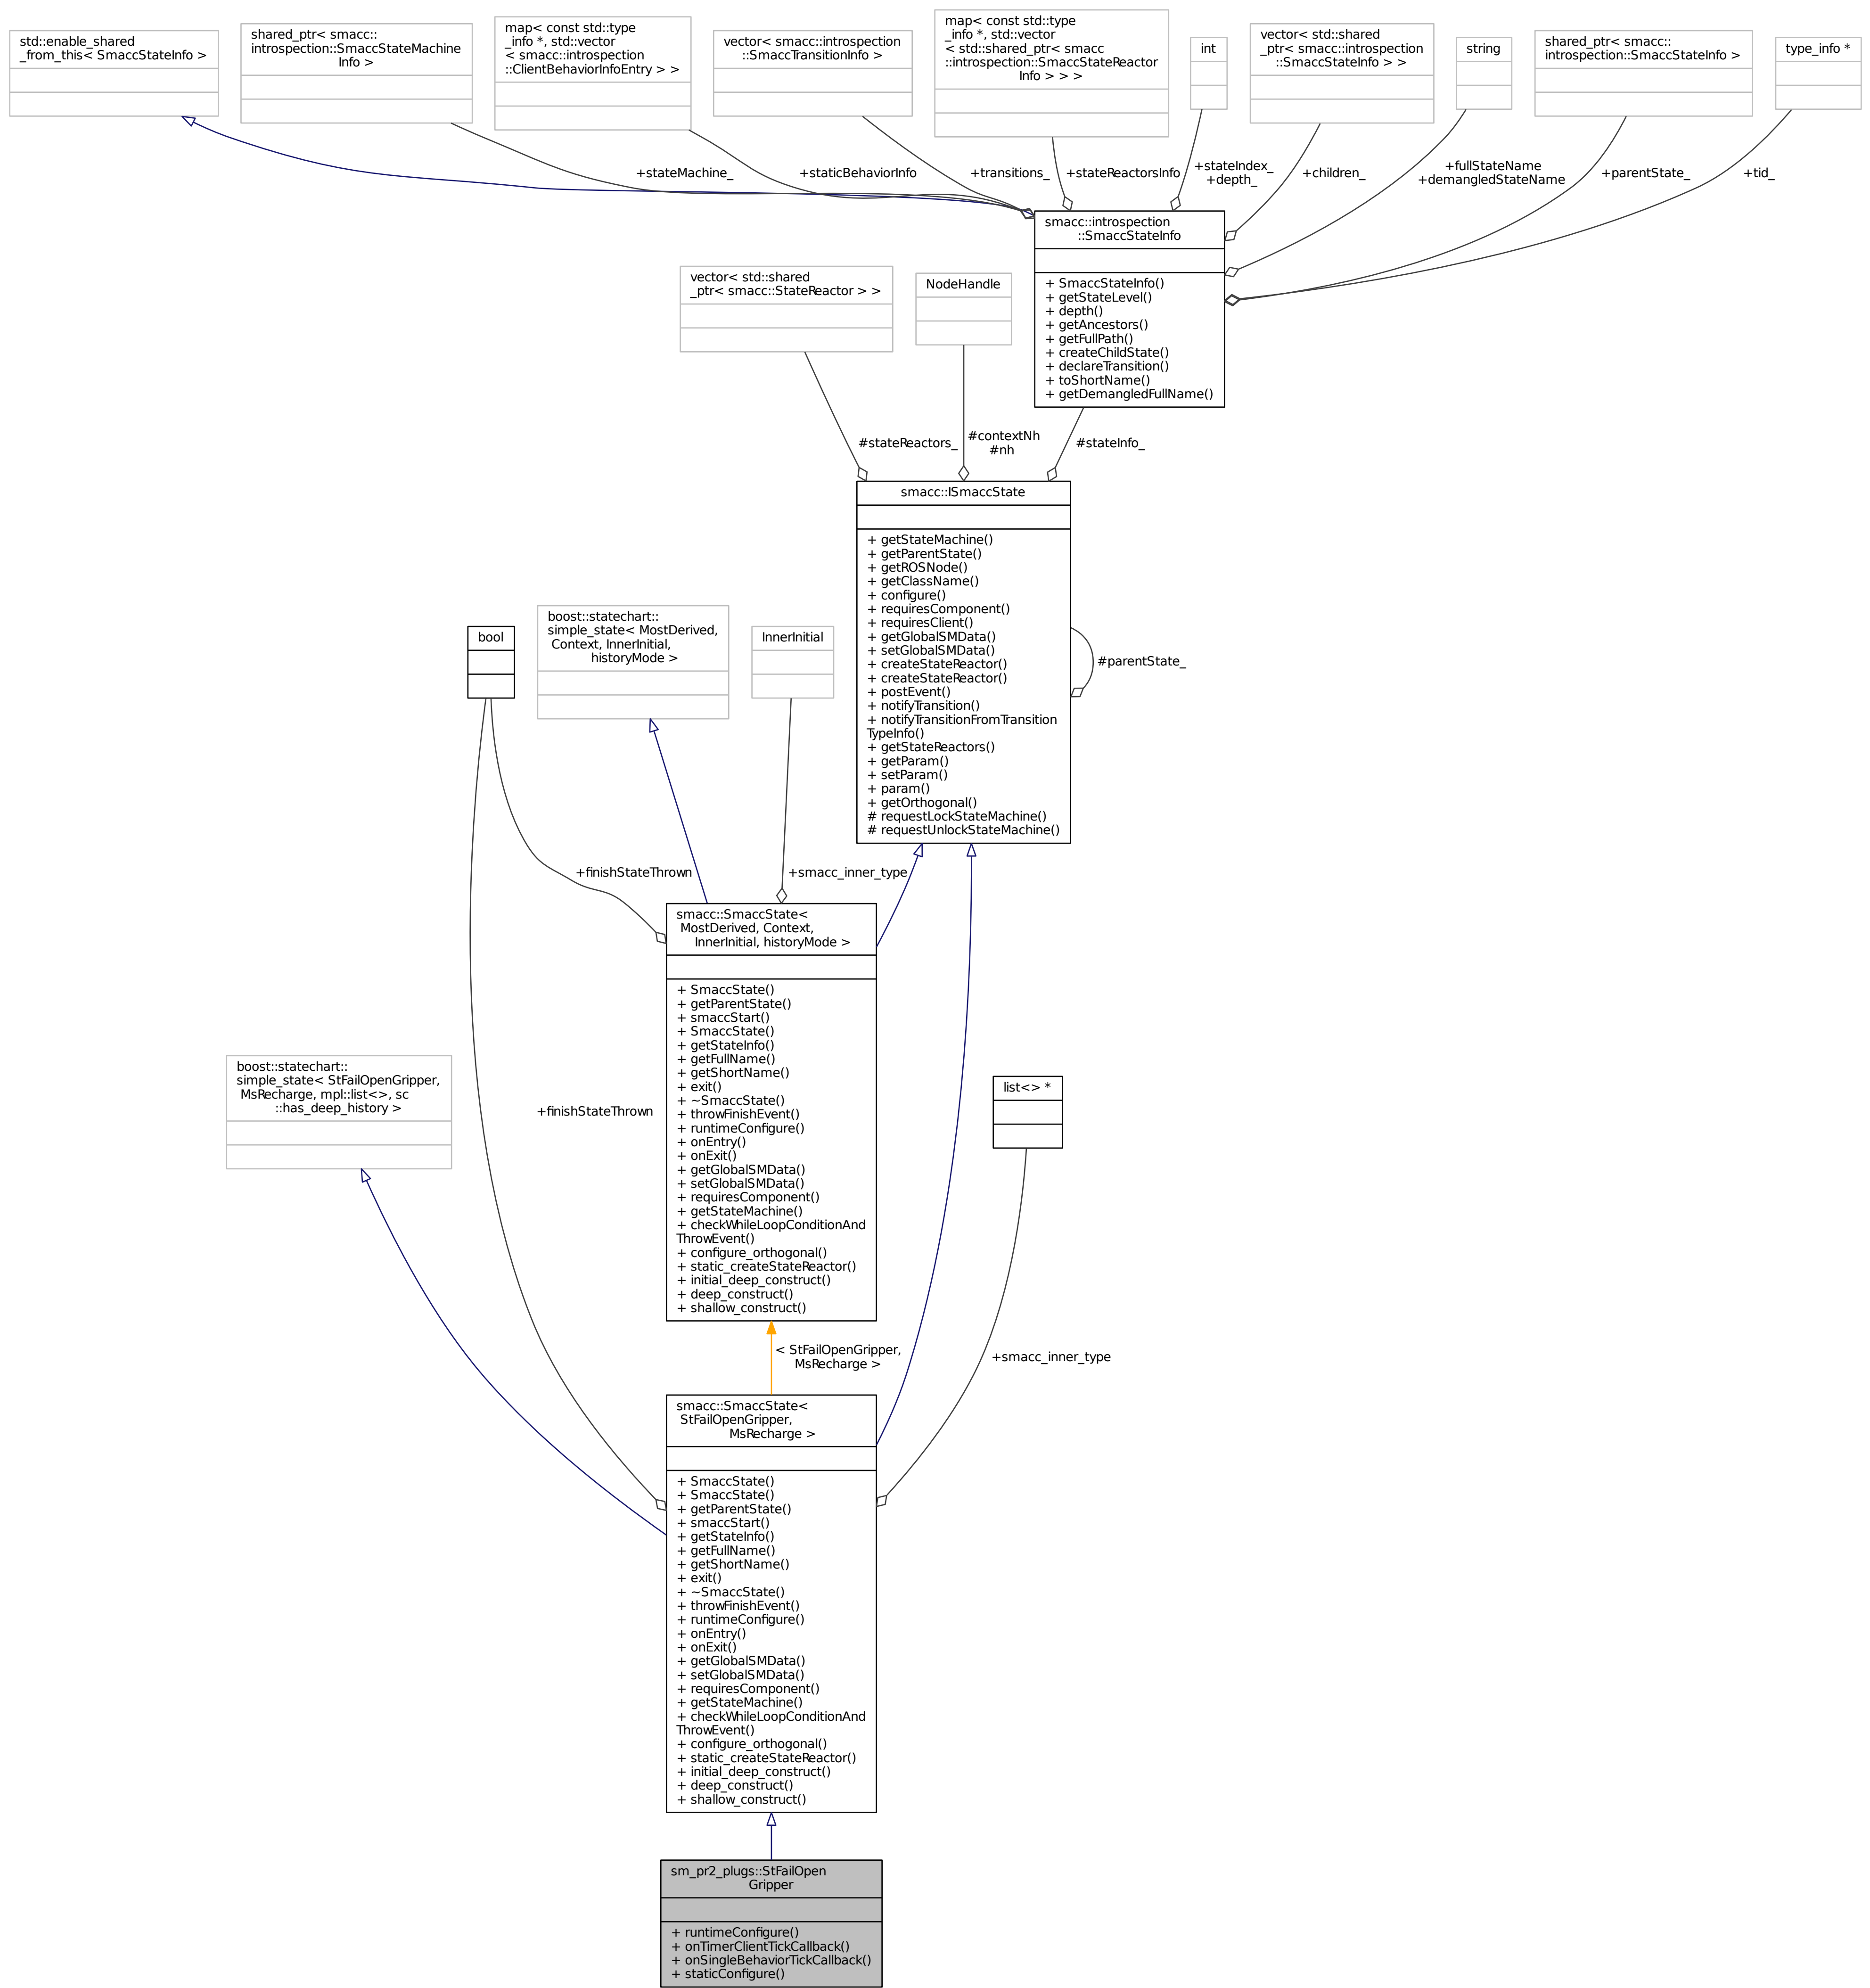 std::enable_shared
_from_this< SmaccStateInfo >
shared_ptr< smacc::
introspection::SmaccStateMachine
Info >
map< const std::type
_info *, std::vector
< smacc::introspection
::ClientBehaviorInfoEntry > >
vector< smacc::introspection
::SmaccTransitionInfo >
map< const std::type
_info *, std::vector
< std::shared_ptr< smacc
::introspection::SmaccStateReactor
Info > > >
int
vector< std::shared
_ptr< smacc::introspection
::SmaccStateInfo > >
string
shared_ptr< smacc::
introspection::SmaccStateInfo >
type_info *
+stateMachine_
+staticBehaviorInfo
+transitions_
+stateReactorsInfo
+stateIndex_
+depth_
+children_
+fullStateName
+demangledStateName
+parentState_
+tid_
smacc::introspection
::SmaccStateInfo
+ SmaccStateInfo()
+ getStateLevel()
+ depth()
+ getAncestors()
+ getFullPath()
+ createChildState()
+ declareTransition()
+ toShortName()
+ getDemangledFullName()
vector< std::shared
_ptr< smacc::StateReactor > >
NodeHandle
#stateReactors_
#contextNh
#nh
#stateInfo_
smacc::ISmaccState
+ getStateMachine()
+ getParentState()
+ getROSNode()
+ getClassName()
+ configure()
+ requiresComponent()
+ requiresClient()
+ getGlobalSMData()
+ setGlobalSMData()
+ createStateReactor()
+ createStateReactor()
+ postEvent()
+ notifyTransition()
+ notifyTransitionFromTransition
TypeInfo()
+ getStateReactors()
+ getParam()
+ setParam()
+ param()
+ getOrthogonal()
# requestLockStateMachine()
# requestUnlockStateMachine()
#parentState_
bool
boost::statechart::
simple_state< MostDerived,
Context, InnerInitial,
historyMode >
InnerInitial
+finishStateThrown
+smacc_inner_type
smacc::SmaccState<
MostDerived, Context,
InnerInitial, historyMode >
+ SmaccState()
+ getParentState()
+ smaccStart()
+ SmaccState()
+ getStateInfo()
+ getFullName()
+ getShortName()
+ exit()
+ ~SmaccState()
+ throwFinishEvent()
+ runtimeConfigure()
+ onEntry()
+ onExit()
+ getGlobalSMData()
+ setGlobalSMData()
+ requiresComponent()
+ getStateMachine()
+ checkWhileLoopConditionAnd
ThrowEvent()
+ configure_orthogonal()
+ static_createStateReactor()
+ initial_deep_construct()
+ deep_construct()
+ shallow_construct()
boost::statechart::
simple_state< StFailOpenGripper,
MsRecharge, mpl::list<>, sc
::has_deep_history >
+finishStateThrown
list<> *
< StFailOpenGripper,
MsRecharge >
+smacc_inner_type
smacc::SmaccState<
StFailOpenGripper,
MsRecharge >
+ SmaccState()
+ SmaccState()
+ getParentState()
+ smaccStart()
+ getStateInfo()
+ getFullName()
+ getShortName()
+ exit()
+ ~SmaccState()
+ throwFinishEvent()
+ runtimeConfigure()
+ onEntry()
+ onExit()
+ getGlobalSMData()
+ setGlobalSMData()
+ requiresComponent()
+ getStateMachine()
+ checkWhileLoopConditionAnd
ThrowEvent()
+ configure_orthogonal()
+ static_createStateReactor()
+ initial_deep_construct()
+ deep_construct()
+ shallow_construct()
sm_pr2_plugs::StFailOpen
Gripper
+ runtimeConfigure()
+ onTimerClientTickCallback()
+ onSingleBehaviorTickCallback()
+ staticConfigure()